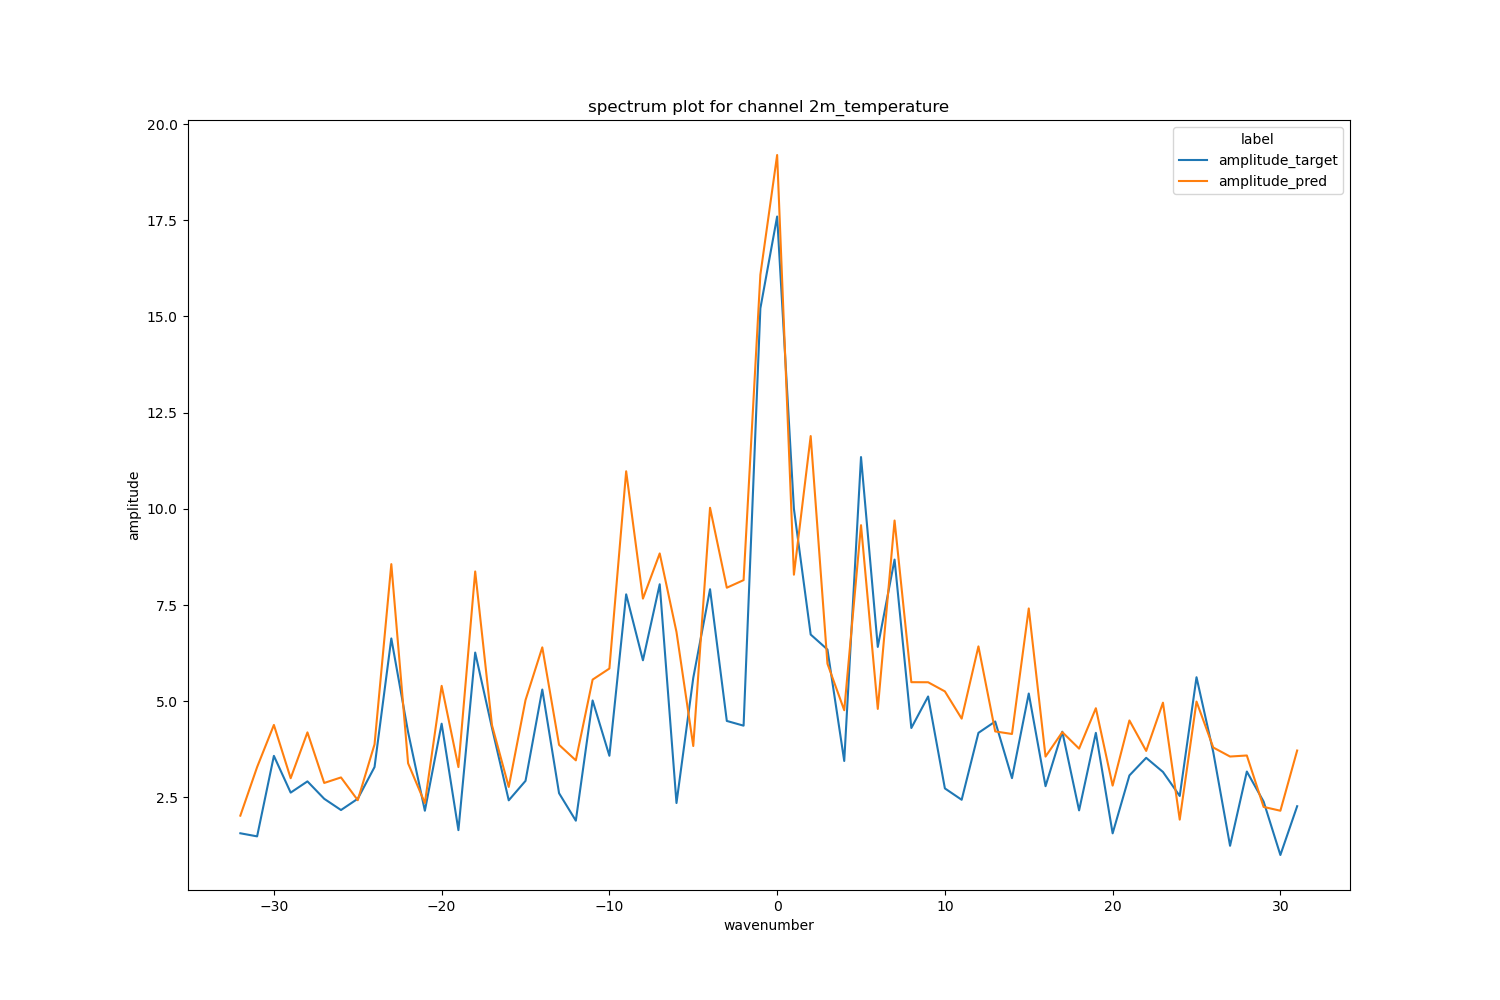 spectrum plot for channel 2m_temperature
label
amplitude_target
amplitude_pred
amplitude
20.0
17.5
15.0
12.5
10.0
7.5
5.0
2.5
−30
−20
−10
0
10
20
30
wavenumber